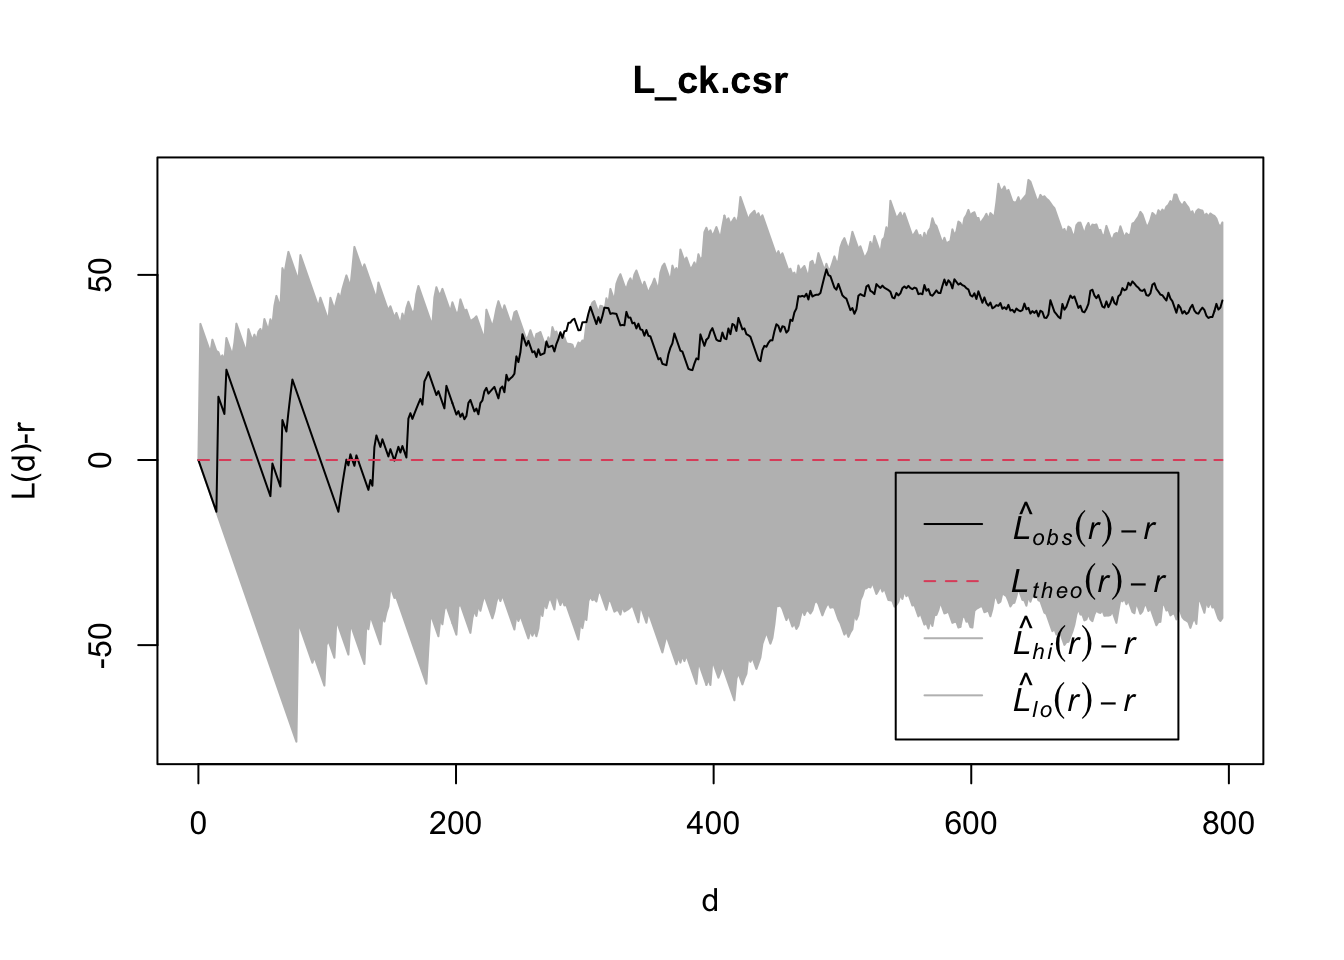 L_ck.csr
L(d)-r
50
0
-50
L̂obs(r) – r
Ltheo(r) – r
L̂hi(r) – r
L̂lo(r) – r
0 200 400 600 800
d